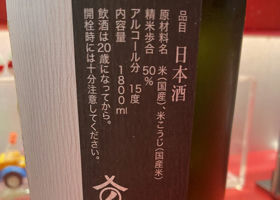 品目 日本酒
原材料名 米(国産)、米こうじ(国産米)
精米歩合 50%
アルコール分 15度
内容量 1800ml
飲酒は20歳になってから。
開栓時には十分注意してください。